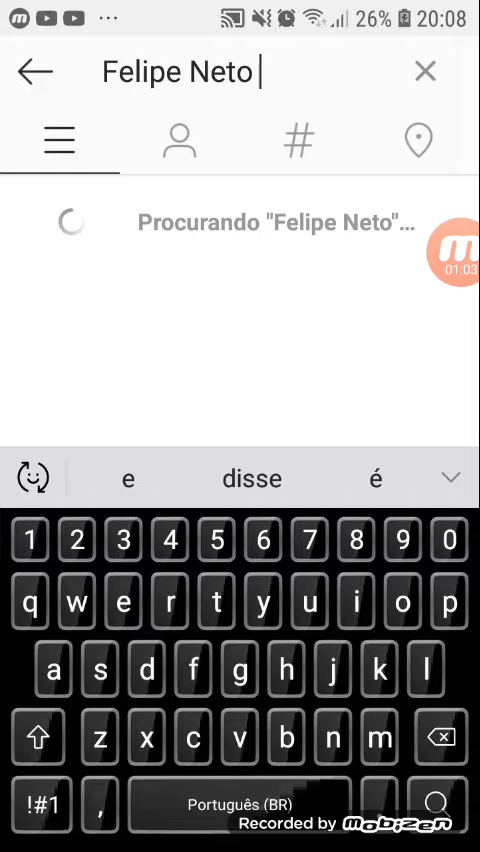 26% 20:08
Felipe Neto
#
Procurando "Felipe Neto"...
01:03
e disse é
1 2 3 4 5 6 7 8 9 0
q w e r t y u i o p
a s d f g h j k l
z x c v b n m
!#1 , Português (BR)
Recorded by mobizen